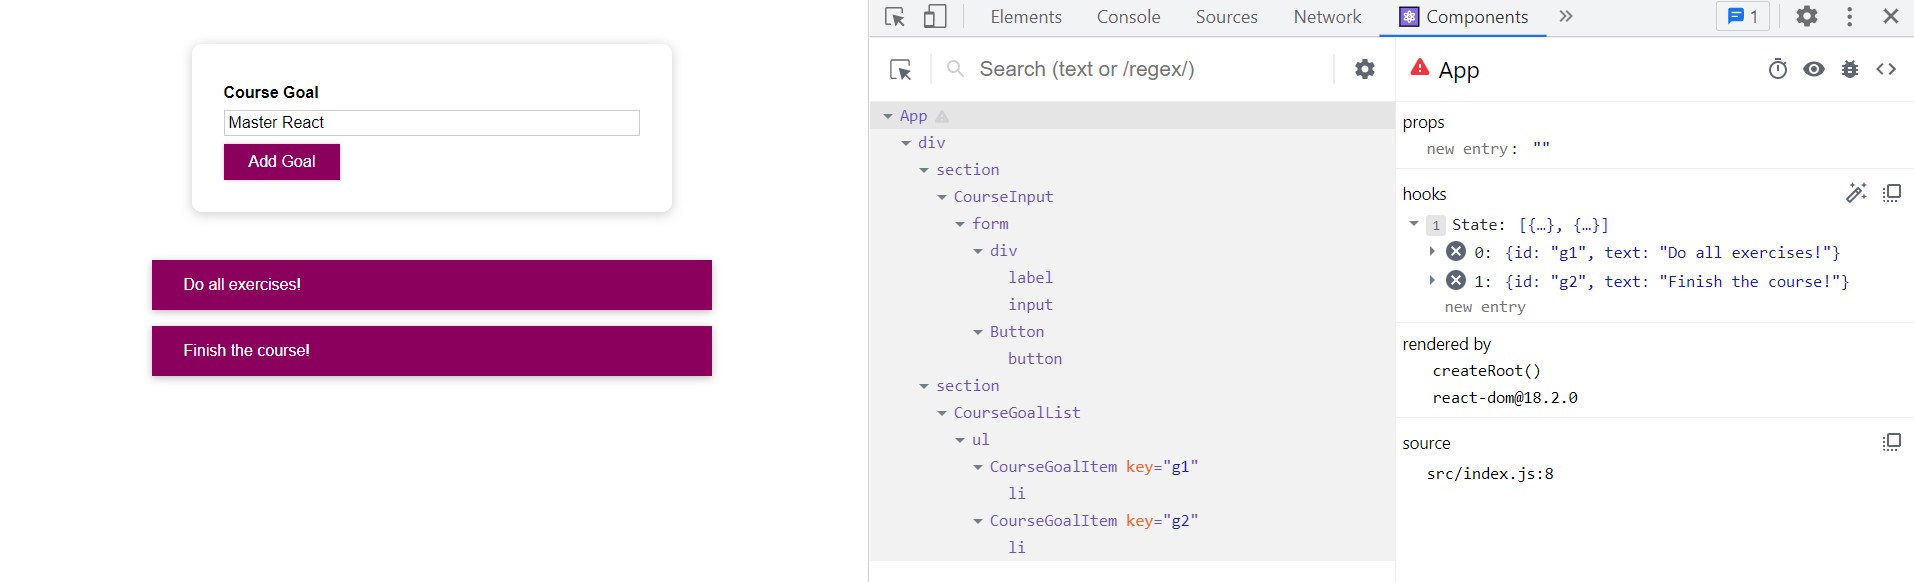 Course Goal
Master React
Add Goal
Do all exercises!
Finish the course!
Elements Console Sources Network Components 1
Search (text or /regex/)
App
div
section
CourseInput
form
div
label
input
Button
button
section
CourseGoalList
ul
CourseGoalItem key="g1"
li
CourseGoalItem key="g2"
li
App
props
new entry: ""
hooks
1 State: [{…}, {…}]
0: {id: "g1", text: "Do all exercises!"}
1: {id: "g2", text: "Finish the course!"}
new entry
rendered by
createRoot()
react-dom@18.2.0
source
src/index.js:8